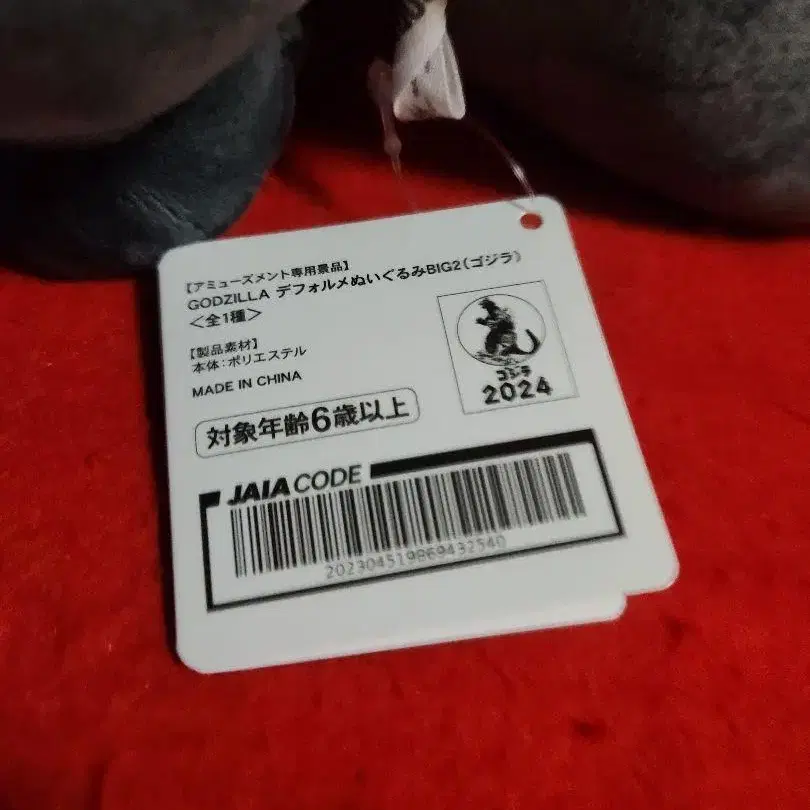 【アミューズメント専用景品】
GODZILLA デフォルメぬいぐるみBIG2（ゴジラ）
＜全1種＞
【製品素材】
本体：ポリエステル
MADE IN CHINA
対象年齢6歳以上
ゴジラ
2024
JAIA CODE
202304519869432540